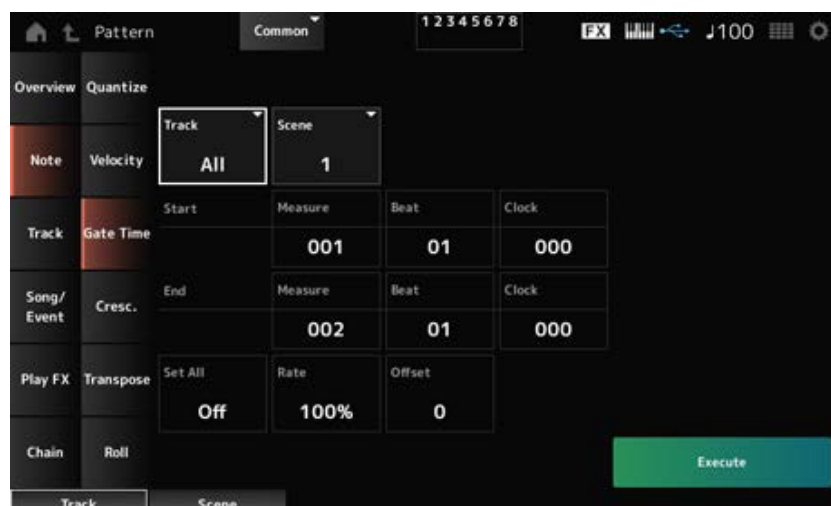 Pattern Common 12345678 FX ♩100
Overview Quantize
Track Scene
Note Velocity All 1
Start Measure Beat Clock
Track Gate Time
001 01 000
End Measure Beat Clock
Song/
Event
Cresc.
002 01 000
Play FX Transpose Set All Rate Offset
Off 100% 0
Chain Roll Execute
Track Scene